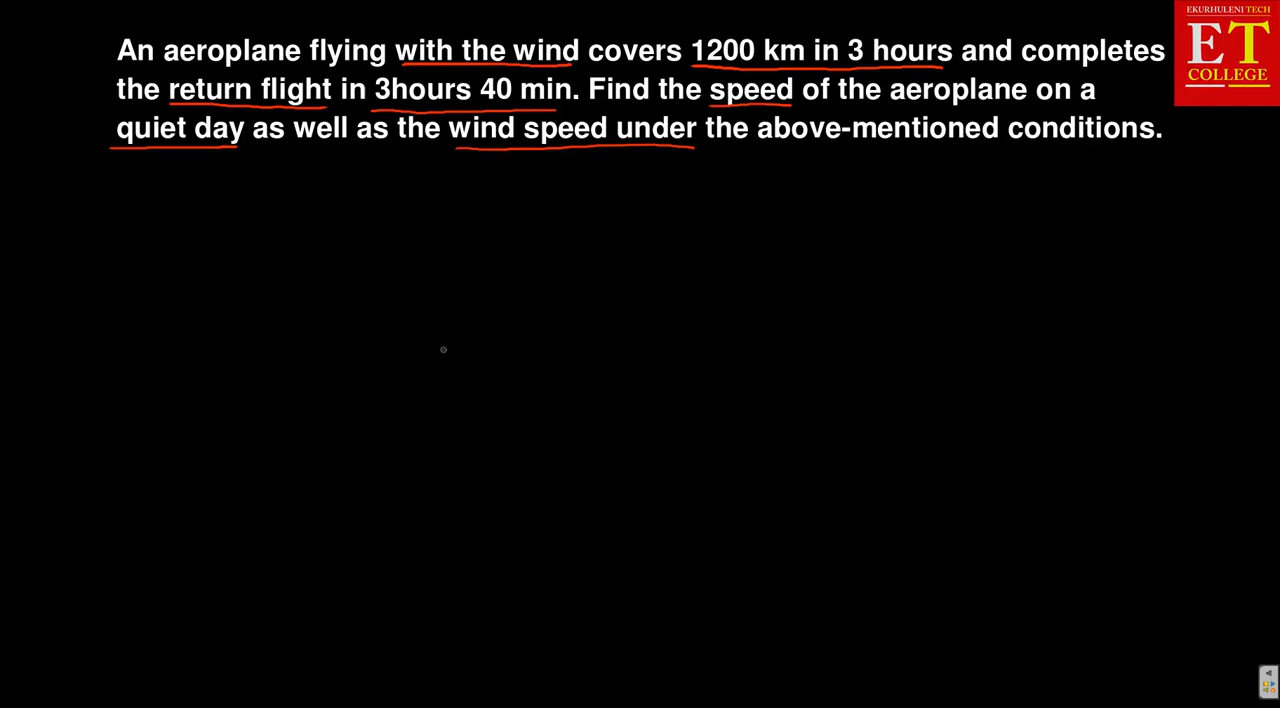 An aeroplane flying with the wind covers 1200 km in 3 hours and completes
the return flight in 3hours 40 min. Find the speed of the aeroplane on a
quiet day as well as the wind speed under the above-mentioned conditions.
EKURHULENI TECH
ET
COLLEGE